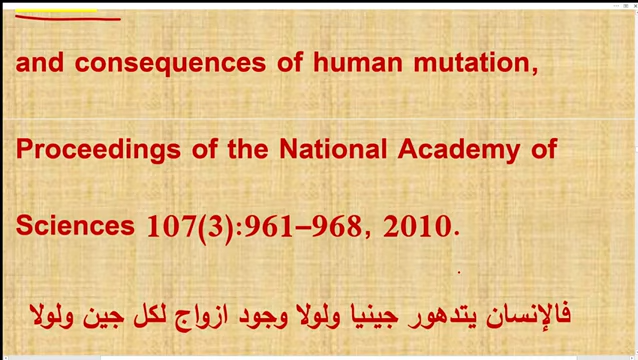 and consequences of human mutation,
Proceedings of the National Academy of
Sciences 107(3):961–968, 2010.
فالإنسان يتدهور جينيا ولولا وجود ازواج لكل جين ولولا